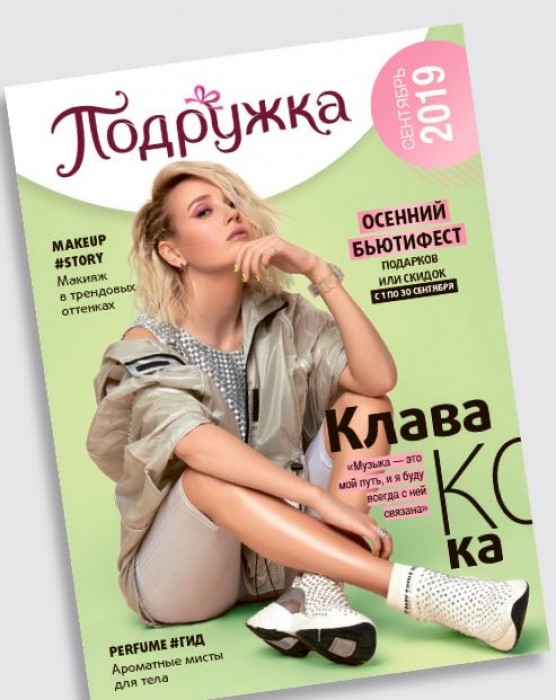 Подружка
СЕНТЯБРЬ
2019
MAKEUP
#STORY
Макияж
в трендовых
оттенках
ОСЕННИЙ
БЬЮТИФЕСТ
ПОДАРКОВ
ИЛИ СКИДОК
С 1 ПО 30 СЕНТЯБРЯ
Клава
КО
ка
«Музыка — это
мой путь, и я буду
всегда с ней
связана»
PERFUME #ГИД
Ароматные мисты
для тела